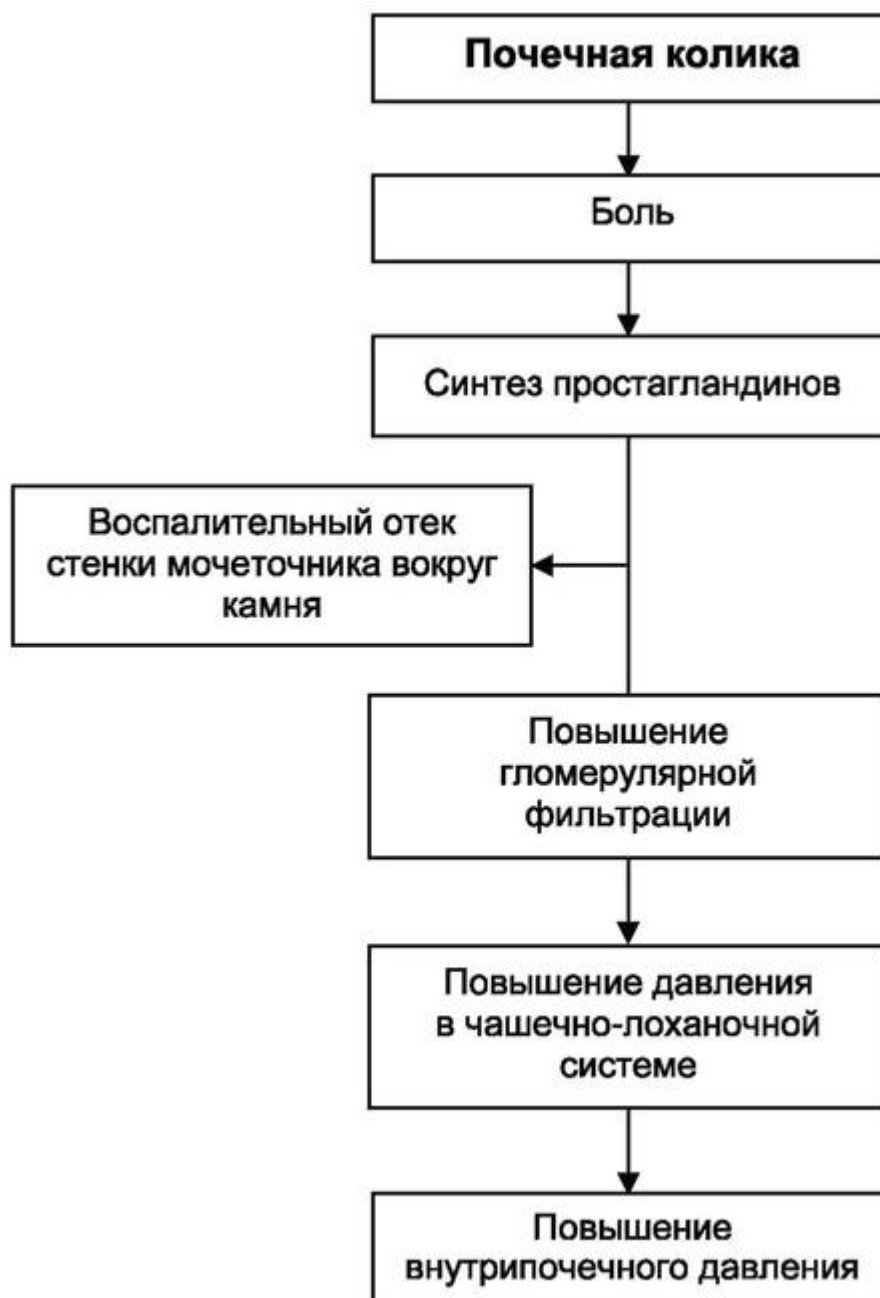 Почечная колика
Боль
Синтез простагландинов
Воспалительный отек
стенки мочеточника вокруг
камня
Повышение
гломерулярной
фильтрации
Повышение давления
в чашечно-лоханочной
системе
Повышение
внутрипочечного давления